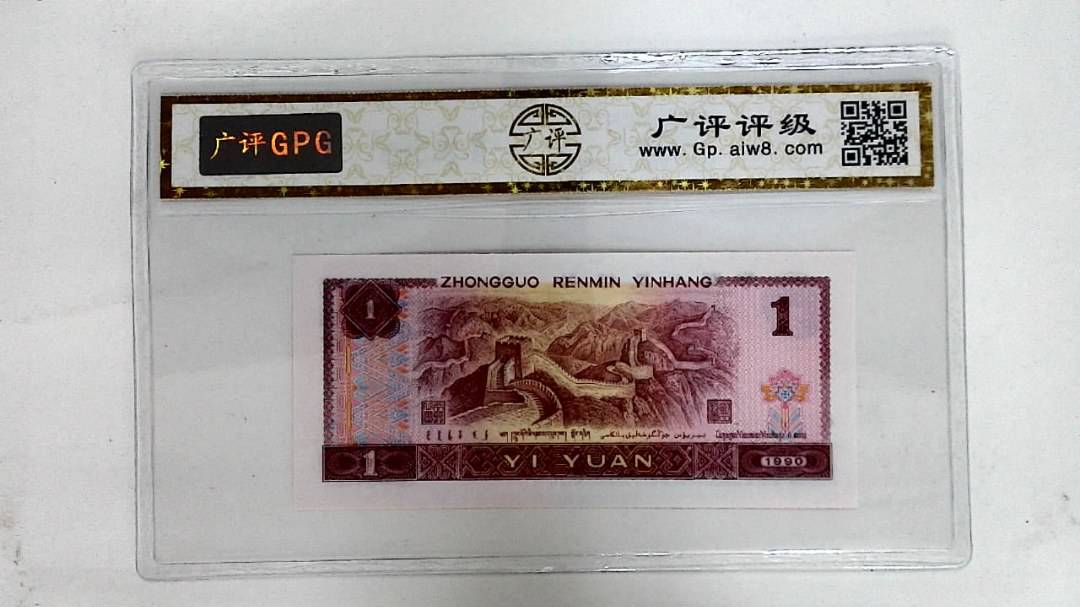 广评GPG
广评
广评评级
www.Gp.aiw8.com
ZHONGGUO RENMIN YINHANG
1
1
1
YI YUAN
1990